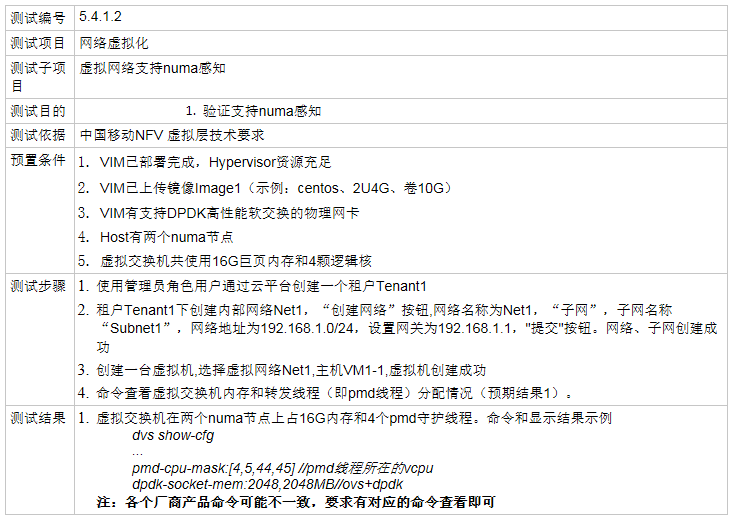 测试编号 5.4.1.2
测试项目 网络虚拟化
测试子项目 虚拟网络支持numa感知
测试目的 1. 验证支持numa感知
测试依据 中国移动NFV 虚拟层技术要求
预置条件 1. VIM已部署完成，Hypervisor资源充足
2. VIM已上传镜像Image1（示例：centos、2U4G、卷10G）
3. VIM有支持DPDK高性能软交换的物理网卡
4. Host有两个numa节点
5. 虚拟交换机共使用16G巨页内存和4颗逻辑核
测试步骤 1. 使用管理员角色用户通过云平台创建一个租户Tenant1
2. 租户Tenant1下创建内部网络Net1，“创建网络”按钮,网络名称为Net1，“子网”，子网名称
“Subnet1”，网络地址为192.168.1.0/24，设置网关为192.168.1.1，"提交"按钮。网络、子网创建成
功
3. 创建一台虚拟机,选择虚拟网络Net1,主机VM1-1,虚拟机创建成功
4. 命令查看虚拟交换机内存和转发线程（即pmd线程）分配情况（预期结果1）。
测试结果 1. 虚拟交换机在两个numa节点上占16G内存和4个pmd守护线程。命令和显示结果示例
dvs show-cfg
...
pmd-cpu-mask:[4,5,44,45] //pmd线程所在的vcpu
dpdk-socket-mem:2048,2048MB//ovs+dpdk
注：各个厂商产品命令可能不一致，要求有对应的命令查看即可